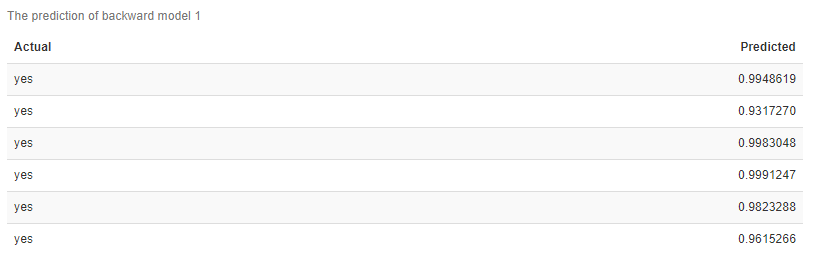 The prediction of backward model 1
Actual Predicted
yes 0.9948619
yes 0.9317270
yes 0.9983048
yes 0.9991247
yes 0.9823288
yes 0.9615266